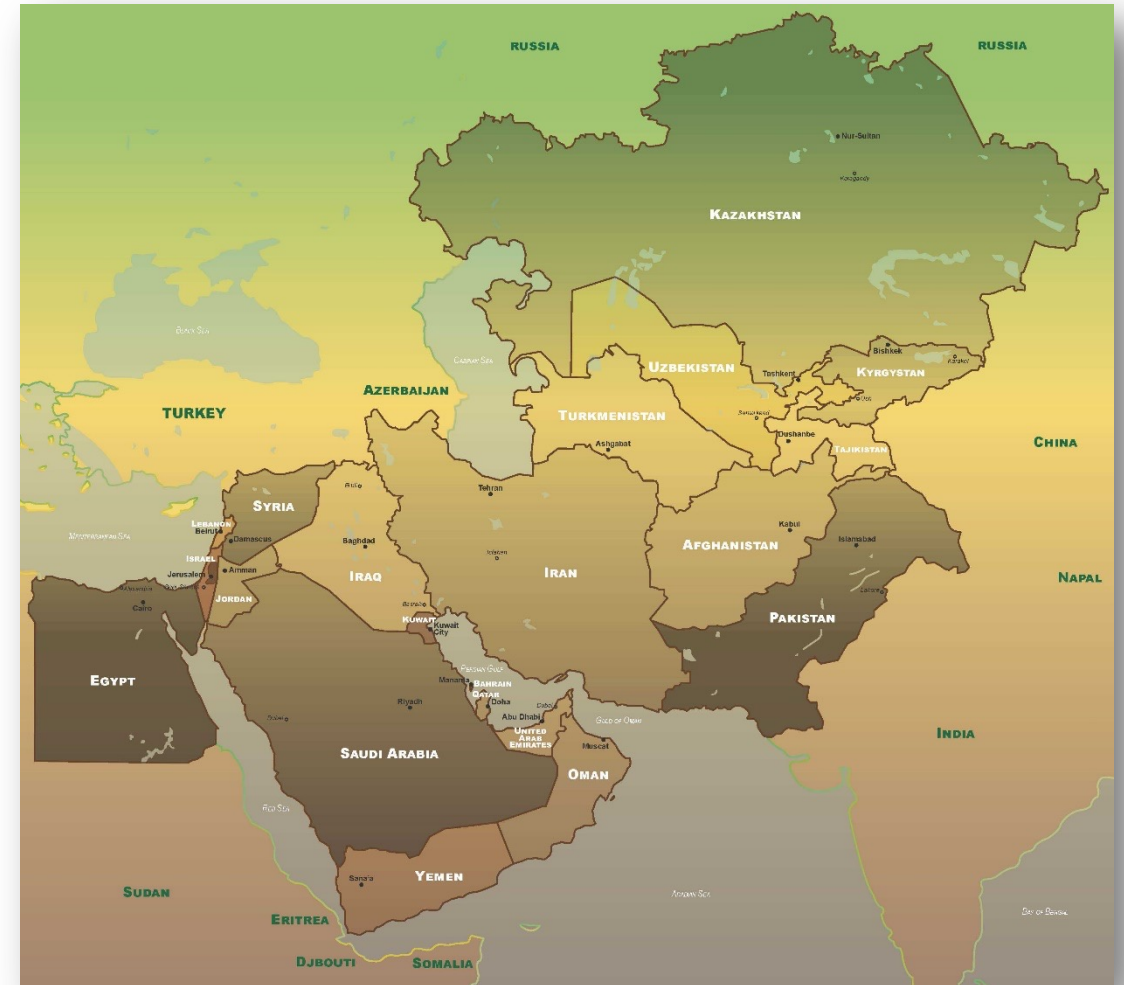 RUSSIA
RUSSIA
Nur-Sultan
Karaganda
KAZAKHSTAN
BLACK SEA
CASPIAN SEA
Bishkek
Karakol
UZBEKISTAN
KYRGYSTAN
Tashkent
AZERBAIJAN
Osh
TURKEY
TURKMENISTAN
Samarkand
Dushanbe
CHINA
Ashgabat
TAJIKISTAN
Tehran
Erbil
SYRIA
LEBANON
Beirut
Kabul
MEDITERRANEAN SEA
Damascus
Baghdad
AFGHANISTAN
Islamabad
Isfahan
ISRAEL
IRAN
Jerusalem
Amman
IRAQ
NAPAL
Cairo
JORDAN
Lahore
KUWAIT
Kuwait
City
PAKISTAN
PERSIAN GULF
EGYPT
Manama
BAHRAIN
QATAR
Riyadh
Doha
Dubai
Abu Dhabi
GULF OF OMAN
UNITED
ARAB
EMIRATES
INDIA
Muscat
SAUDI ARABIA
OMAN
RED SEA
YEMEN
Sana'a
SUDAN
ARABIAN SEA
BAY OF BENGAL
ERITREA
DJBOUTI
SOMALIA